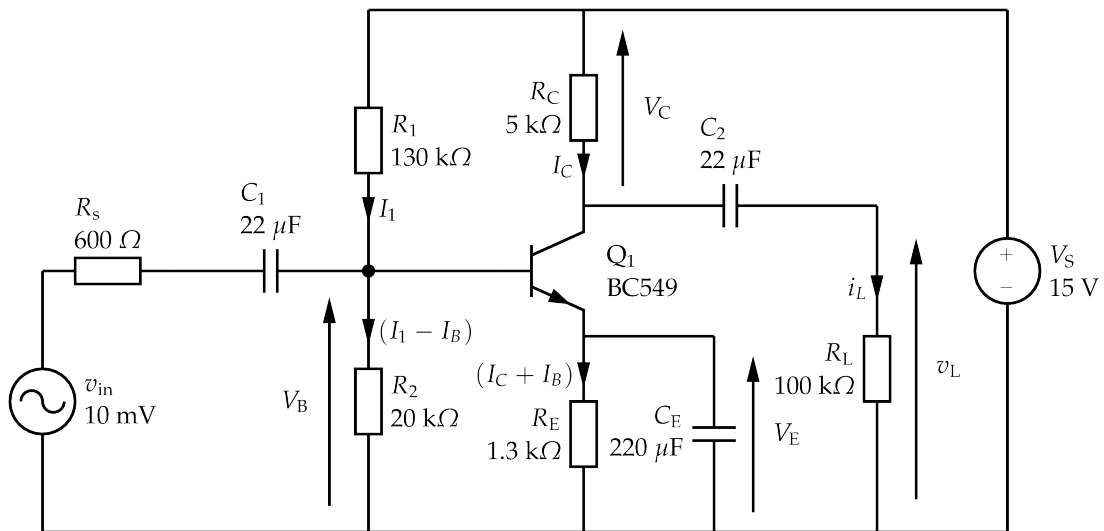 R_C
5 kΩ
V_C
R_1
130 kΩ
I_C
C_2
22 μF
C_1
22 μF
I_1
R_s
600 Ω
Q_1
BC549
+
−
V_S
15 V
i_L
(I_1 − I_B)
(I_C + I_B)
R_L
100 kΩ
v_L
v_in
10 mV
V_B
R_2
20 kΩ
R_E
1.3 kΩ
C_E
220 μF
V_E